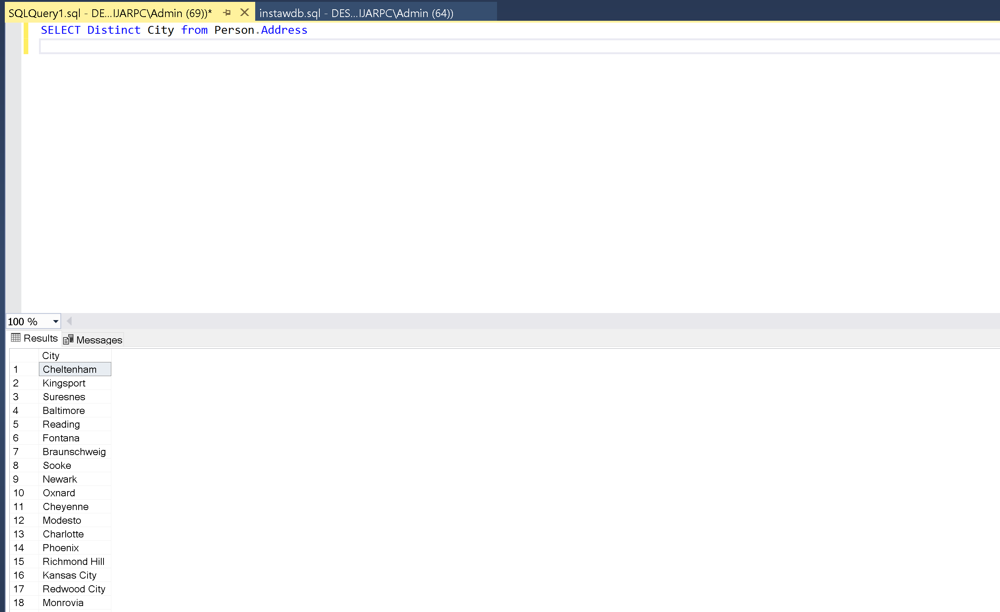 SQLQuery1.sql - DE...IJARPC\Admin (69))* instawdb.sql - DES...IJARPC\Admin (64))
SELECT Distinct City from Person.Address
100 %
Results Messages
City
1 Cheltenham
2 Kingsport
3 Suresnes
4 Baltimore
5 Reading
6 Fontana
7 Braunschweig
8 Sooke
9 Newark
10 Oxnard
11 Cheyenne
12 Modesto
13 Charlotte
14 Phoenix
15 Richmond Hill
16 Kansas City
17 Redwood City
18 Monrovia